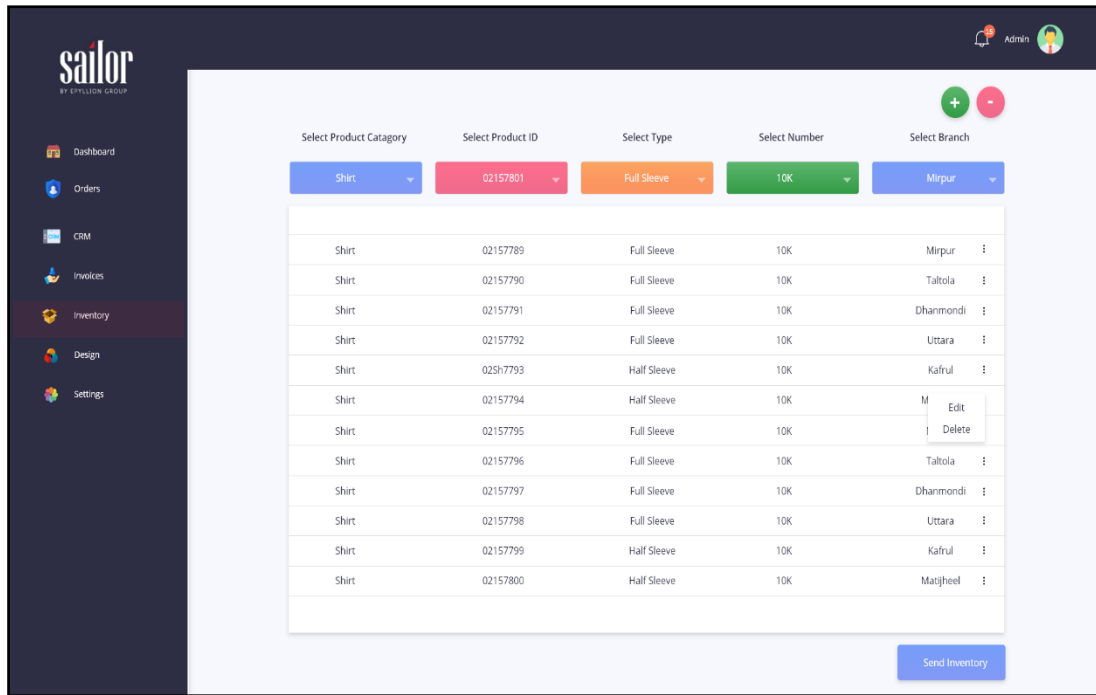 sailor
BY EPYLLION GROUP
15
Admin
Dashboard
Orders
CRM
Invoices
Inventory
Design
Settings
+ -
Select Product Catagory Select Product ID Select Type Select Number Select Branch
Shirt 02157801 Full Sleeve 10K Mirpur
Shirt 02157789 Full Sleeve 10K Mirpur
Shirt 02157790 Full Sleeve 10K Taltola
Shirt 02157791 Full Sleeve 10K Dhanmondi
Shirt 02157792 Full Sleeve 10K Uttara
Shirt 02Sh7793 Half Sleeve 10K Kafrul
Shirt 02157794 Half Sleeve 10K
Edit
Delete
Shirt 02157795 Full Sleeve 10K
Shirt 02157796 Full Sleeve 10K Taltola
Shirt 02157797 Full Sleeve 10K Dhanmondi
Shirt 02157798 Full Sleeve 10K Uttara
Shirt 02157799 Half Sleeve 10K Kafrul
Shirt 02157800 Half Sleeve 10K Matijheel
Send Inventory